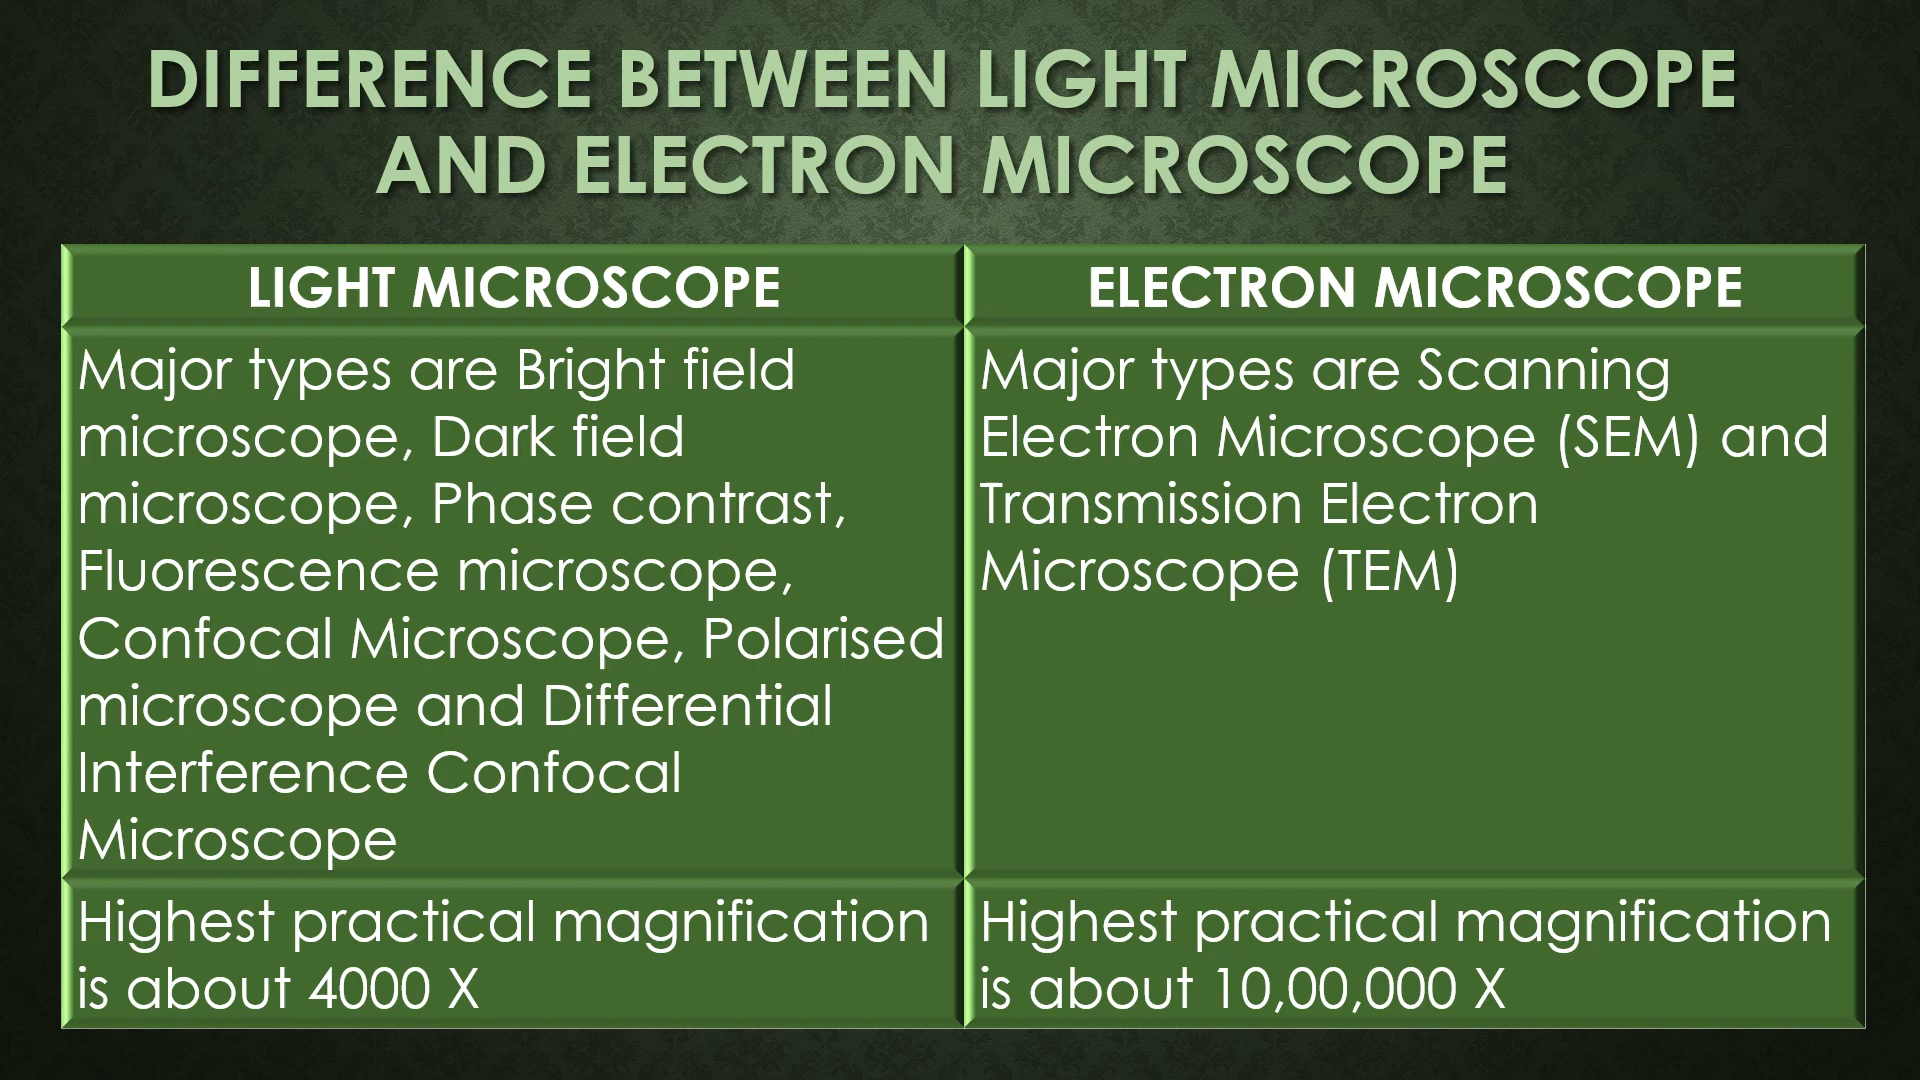 DIFFERENCE BETWEEN LIGHT MICROSCOPE
AND ELECTRON MICROSCOPE
LIGHT MICROSCOPE
ELECTRON MICROSCOPE
Major types are Bright field
microscope, Dark field
microscope, Phase contrast,
Fluorescence microscope,
Confocal Microscope, Polarised
microscope and Differential
Interference Confocal
Microscope
Major types are Scanning
Electron Microscope (SEM) and
Transmission Electron
Microscope (TEM)
Highest practical magnification
is about 4000 X
Highest practical magnification
is about 10,00,000 X